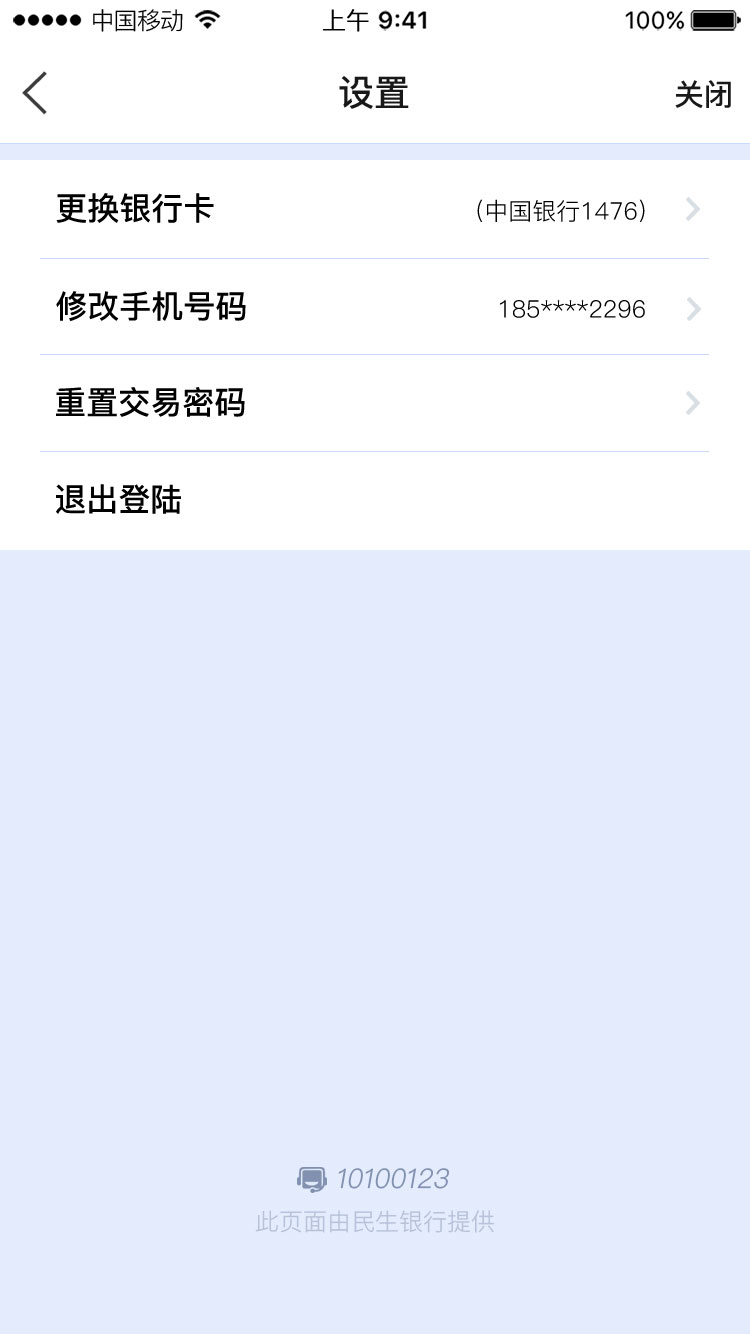 中国移动 上午 9:41 100%
设置 关闭
更换银行卡 (中国银行1476)
修改手机号码 185****2296
重置交易密码
退出登陆
10100123
此页面由民生银行提供